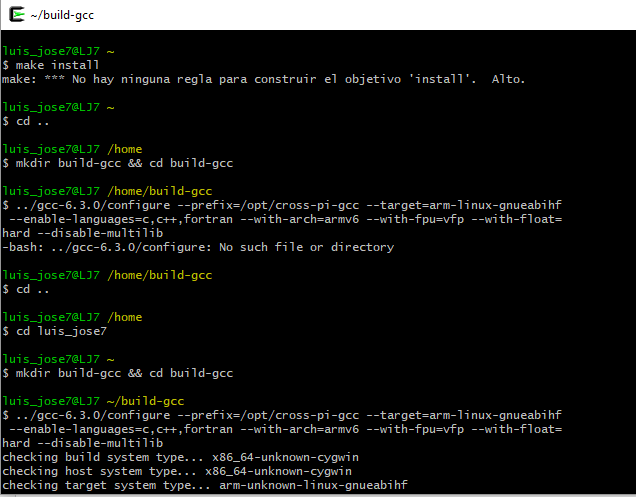 ~/build-gcc
luis_jose7@LJ7 ~
$ make install
make: *** No hay ninguna regla para construir el objetivo 'install'.  Alto.
luis_jose7@LJ7 ~
$ cd ..
luis_jose7@LJ7 /home
$ mkdir build-gcc && cd build-gcc
luis_jose7@LJ7 /home/build-gcc
$ ../gcc-6.3.0/configure --prefix=/opt/cross-pi-gcc --target=arm-linux-gnueabihf
 --enable-languages=c,c++,fortran --with-arch=armv6 --with-fpu=vfp --with-float=
hard --disable-multilib
-bash: ../gcc-6.3.0/configure: No such file or directory
luis_jose7@LJ7 /home/build-gcc
$ cd ..
luis_jose7@LJ7 /home
$ cd luis_jose7
luis_jose7@LJ7 ~
$ mkdir build-gcc && cd build-gcc
luis_jose7@LJ7 ~/build-gcc
$ ../gcc-6.3.0/configure --prefix=/opt/cross-pi-gcc --target=arm-linux-gnueabihf
 --enable-languages=c,c++,fortran --with-arch=armv6 --with-fpu=vfp --with-float=
hard --disable-multilib
checking build system type... x86_64-unknown-cygwin
checking host system type... x86_64-unknown-cygwin
checking target system type... arm-unknown-linux-gnueabihf